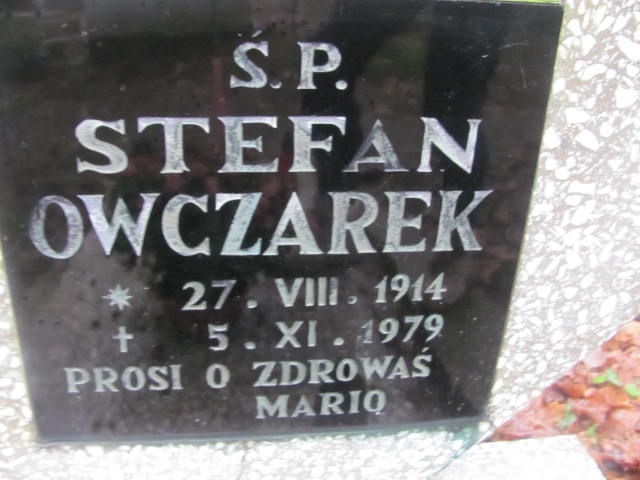 Ś.P.
STEFAN
OWCZAREK
* 27. VIII. 1914
† 5. XI. 1979
PROSI O ZDROWAŚ
MARIO